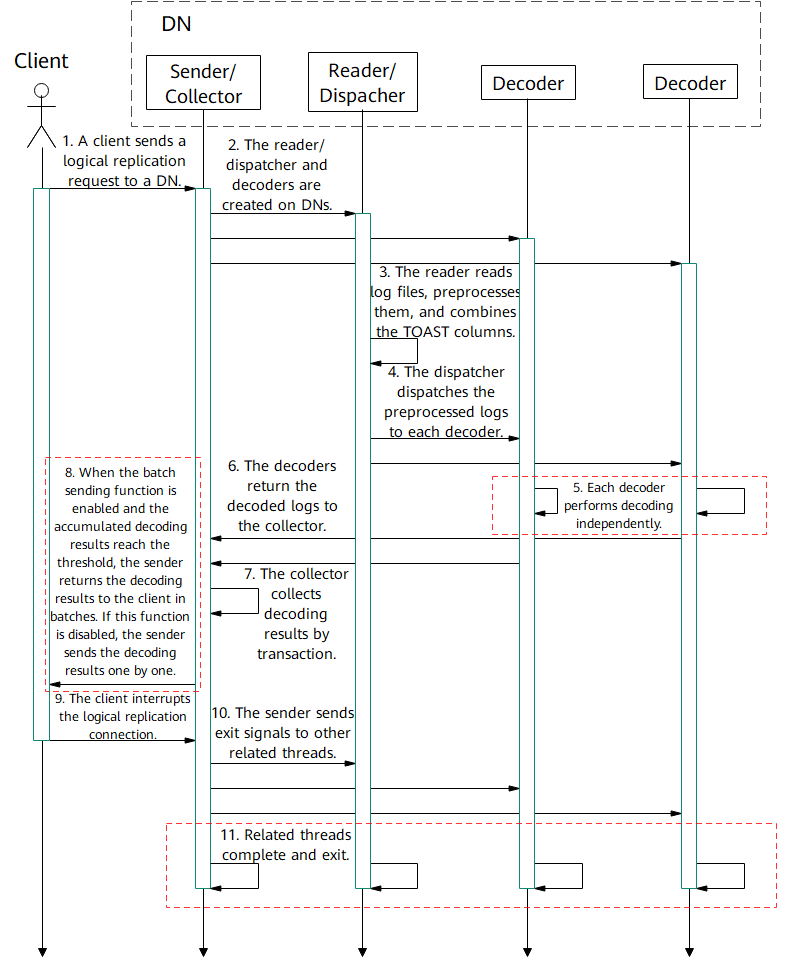 DN
Client
Sender/
Collector
Reader/
Dispacher
Decoder
Decoder
1. A client sends a
logical replication
request to a DN.
2. The reader/
dispatcher and
decoders are
created on DNs.
3. The reader reads
log files, preprocesses
them, and combines
the TOAST columns.
4. The dispatcher
dispatches the
preprocessed logs
to each decoder.
5. Each decoder
performs decoding
independently.
6. The decoders
return the
decoded logs to
the collector.
7. The collector
collects
decoding
results by
transaction.
8. When the batch
sending function is
enabled and the
accumulated decoding
results reach the
threshold, the sender
returns the decoding
results to the client in
batches. If this function
is disabled, the sender
sends the decoding
results one by one.
9. The client interrupts
the logical replication
connection.
10. The sender sends
exit signals to other
related threads.
11. Related threads
complete and exit.